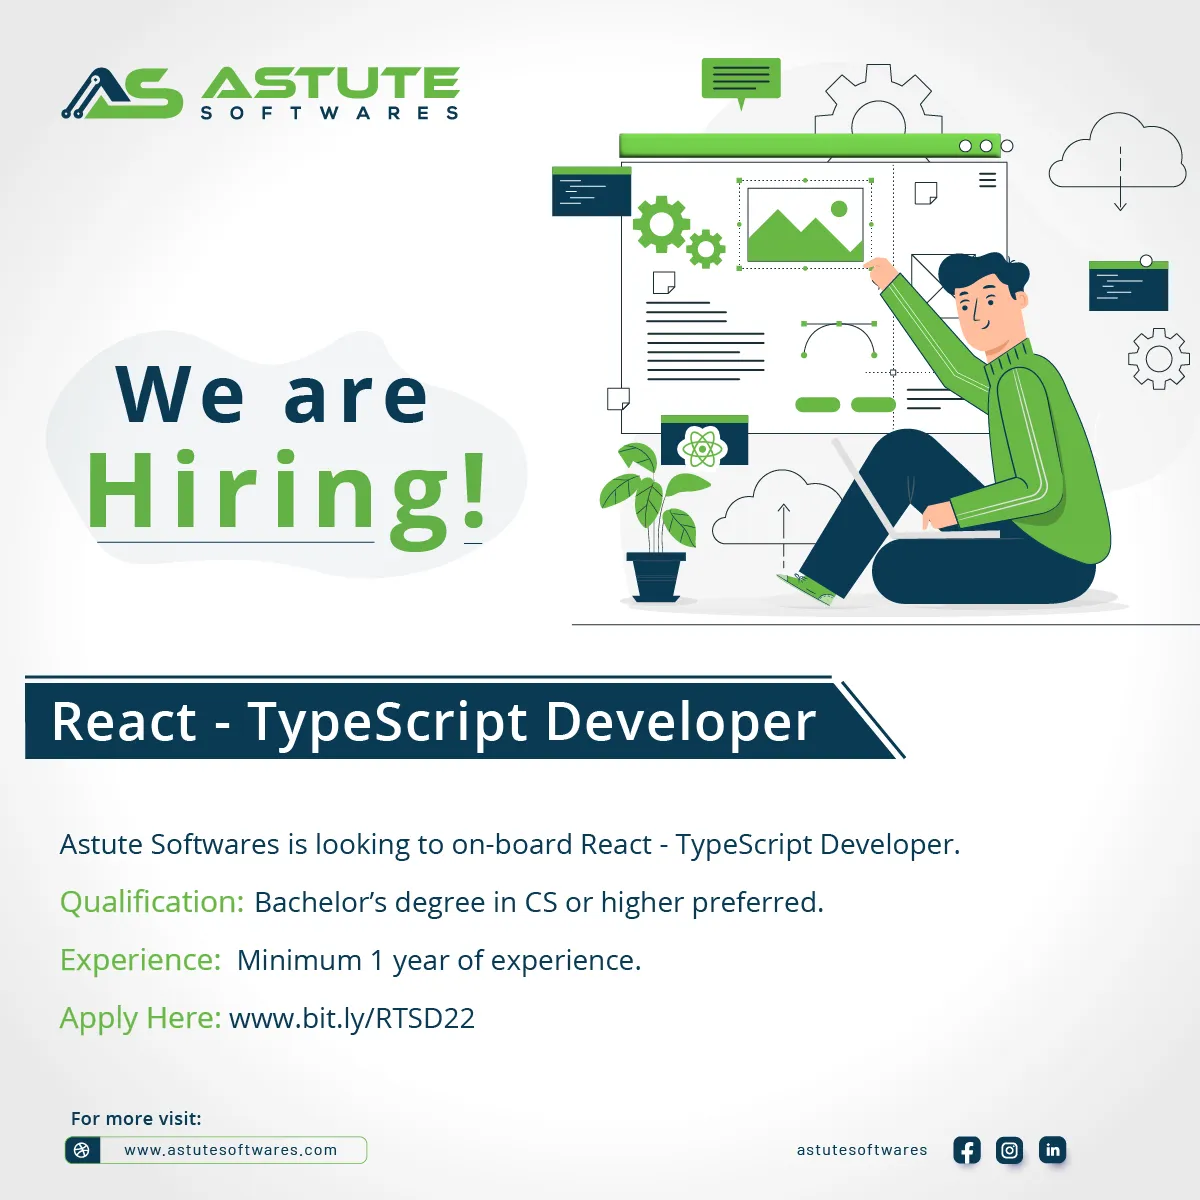 AS ASTUTE
SOFTWARES
We are
Hiring!
React - TypeScript Developer
Astute Softwares is looking to on-board React - TypeScript Developer.
Qualification: Bachelor’s degree in CS or higher preferred.
Experience: Minimum 1 year of experience.
Apply Here: www.bit.ly/RTSD22
For more visit:
www.astutesoftwares.com
astutesoftwares